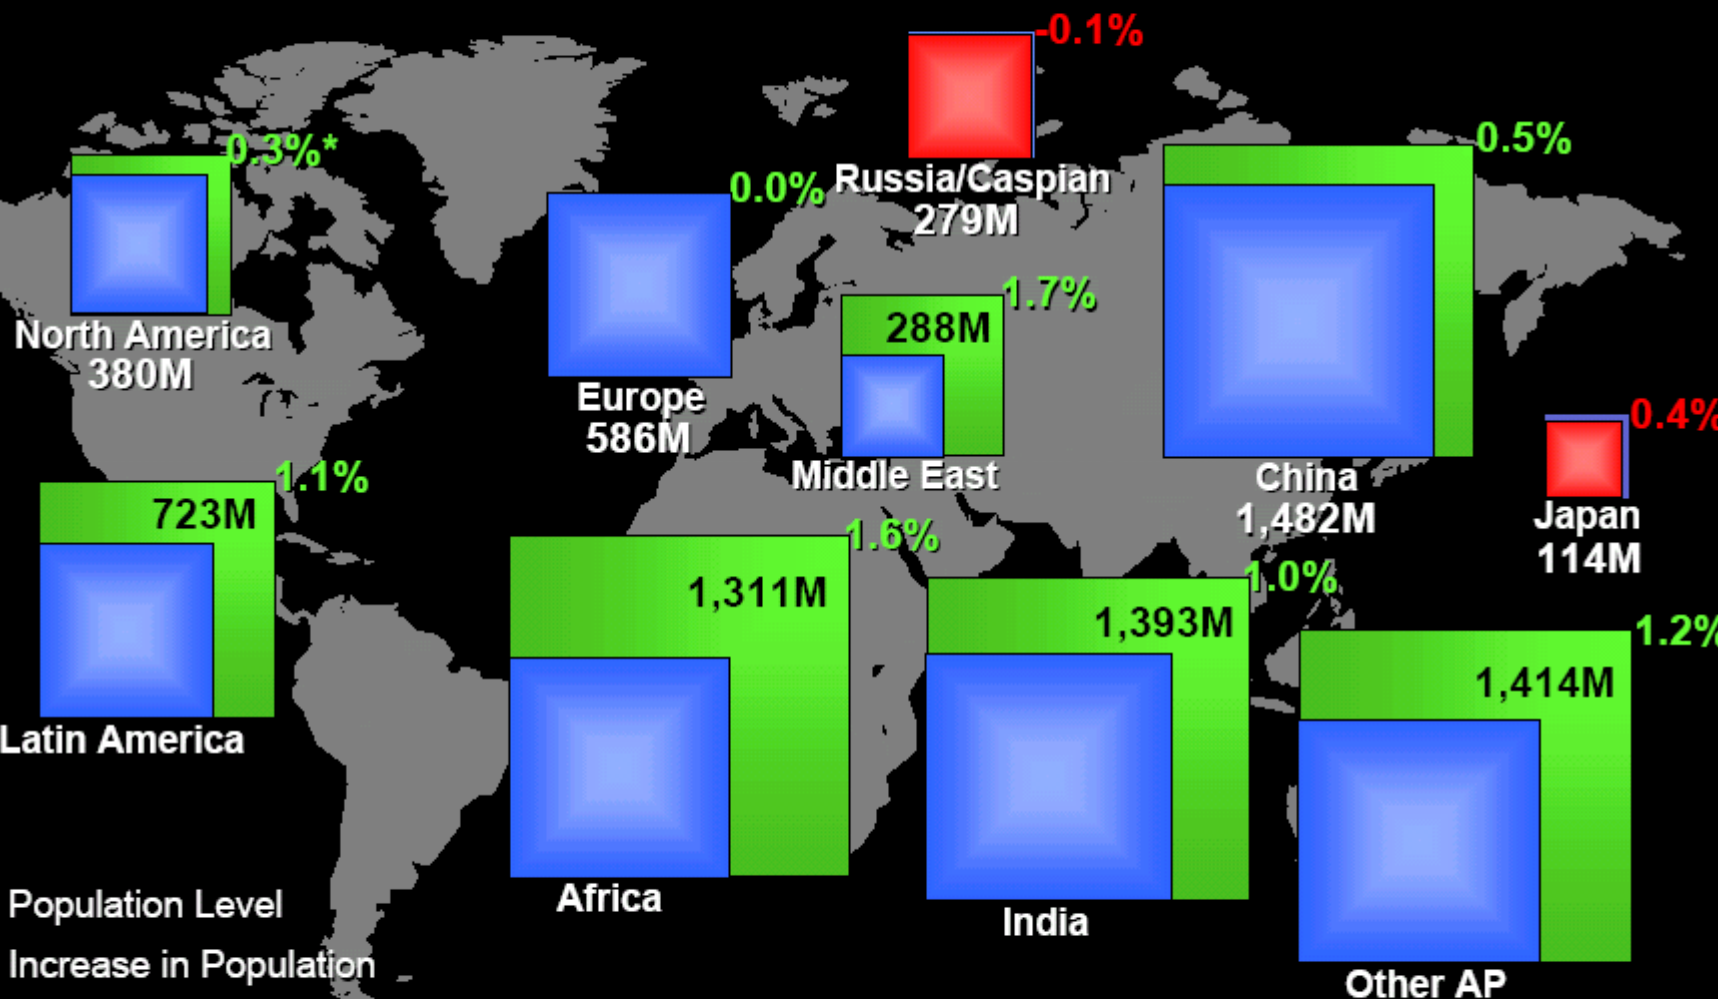 -0.1%
Russia/Caspian
279M
0.3%*
North America
380M
0.0%
Europe
586M
1.7%
288M
Middle East
0.5%
China
1,482M
0.4%
Japan
114M
1.1%
723M
Latin America
1.6%
1,311M
Africa
1.0%
1,393M
India
1.2%
1,414M
Other AP
Population Level
Increase in Population